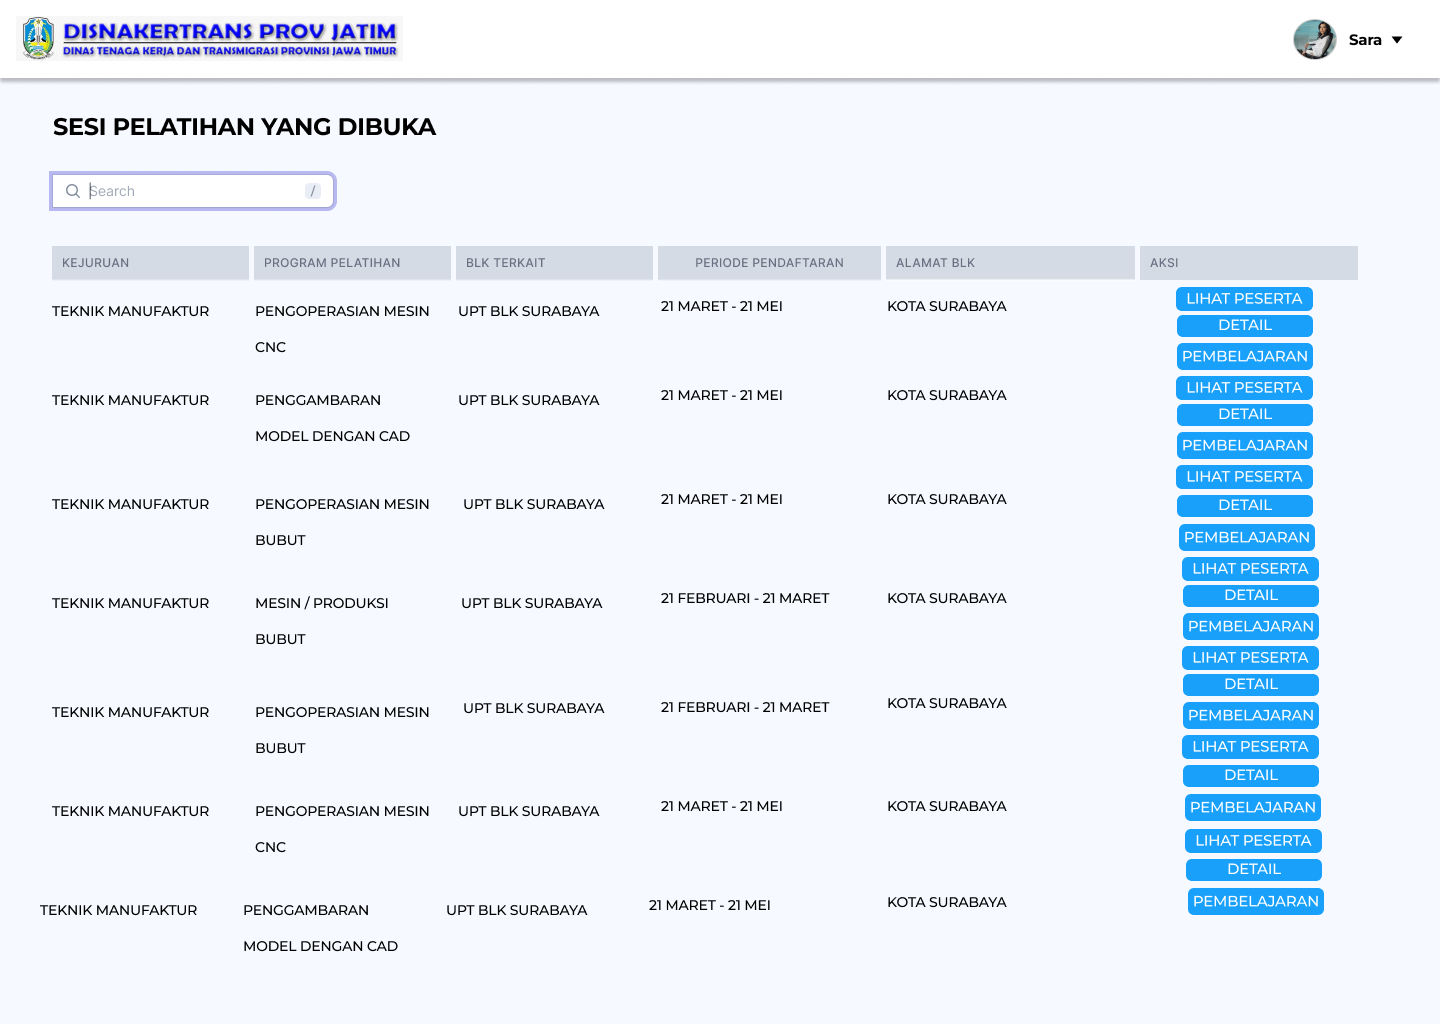 DISNAKERTRANS PROV JATIM
DINAS TENAGA KERJA DAN TRANSMIGRASI PROVINSI JAWA TIMUR
Sara
SESI PELATIHAN YANG DIBUKA
Search /
KEJURUAN PROGRAM PELATIHAN BLK TERKAIT PERIODE PENDAFTARAN ALAMAT BLK AKSI
LIHAT PESERTA
TEKNIK MANUFAKTUR PENGOPERASIAN MESIN UPT BLK SURABAYA 21 MARET - 21 MEI KOTA SURABAYA
DETAIL
CNC
PEMBELAJARAN
LIHAT PESERTA
TEKNIK MANUFAKTUR PENGGAMBARAN UPT BLK SURABAYA 21 MARET - 21 MEI KOTA SURABAYA
DETAIL
MODEL DENGAN CAD
PEMBELAJARAN
LIHAT PESERTA
TEKNIK MANUFAKTUR PENGOPERASIAN MESIN UPT BLK SURABAYA 21 MARET - 21 MEI KOTA SURABAYA
DETAIL
BUBUT
PEMBELAJARAN
LIHAT PESERTA
TEKNIK MANUFAKTUR MESIN / PRODUKSI UPT BLK SURABAYA 21 FEBRUARI - 21 MARET KOTA SURABAYA
DETAIL
BUBUT
PEMBELAJARAN
LIHAT PESERTA
DETAIL
TEKNIK MANUFAKTUR PENGOPERASIAN MESIN UPT BLK SURABAYA 21 FEBRUARI - 21 MARET KOTA SURABAYA
PEMBELAJARAN
BUBUT
LIHAT PESERTA
DETAIL
TEKNIK MANUFAKTUR PENGOPERASIAN MESIN UPT BLK SURABAYA 21 MARET - 21 MEI KOTA SURABAYA
PEMBELAJARAN
CNC
LIHAT PESERTA
DETAIL
TEKNIK MANUFAKTUR PENGGAMBARAN UPT BLK SURABAYA 21 MARET - 21 MEI KOTA SURABAYA
PEMBELAJARAN
MODEL DENGAN CAD